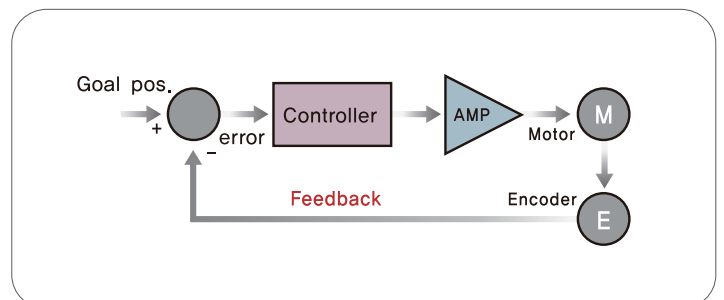 Goal pos.
+
error
−
Controller
AMP
Motor
M
Feedback
Encoder
E